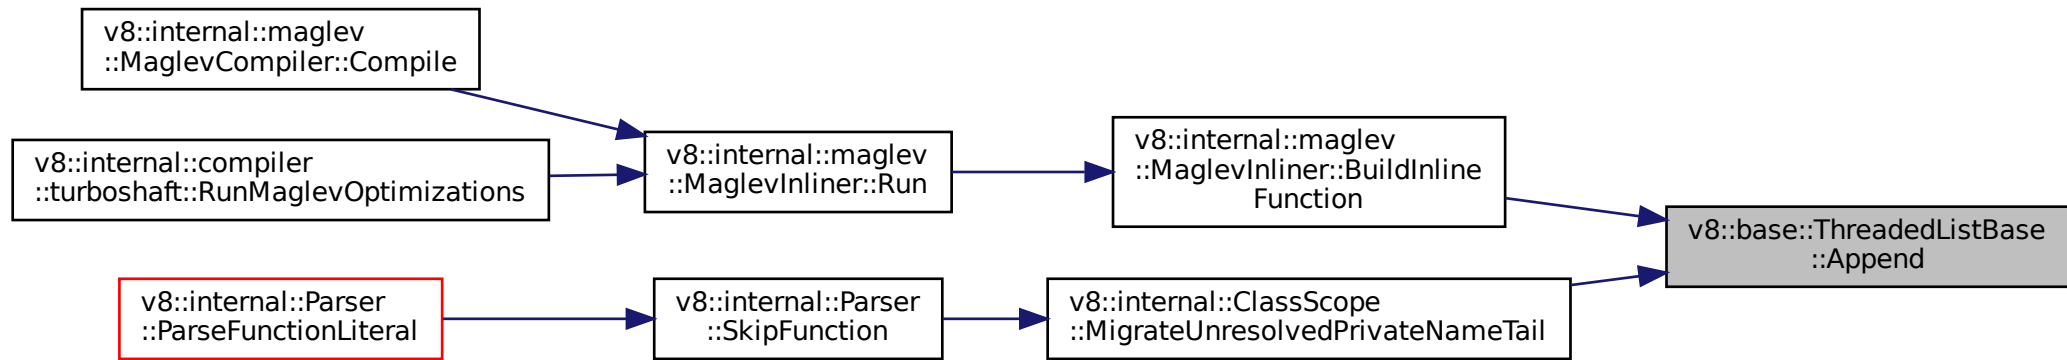 v8::internal::maglev
::MaglevCompiler::Compile
v8::internal::compiler
::turboshaft::RunMaglevOptimizations
v8::internal::maglev
::MaglevInliner::Run
v8::internal::maglev
::MaglevInliner::BuildInline
Function
v8::base::ThreadedListBase
::Append
v8::internal::Parser
::ParseFunctionLiteral
v8::internal::Parser
::SkipFunction
v8::internal::ClassScope
::MigrateUnresolvedPrivateNameTail